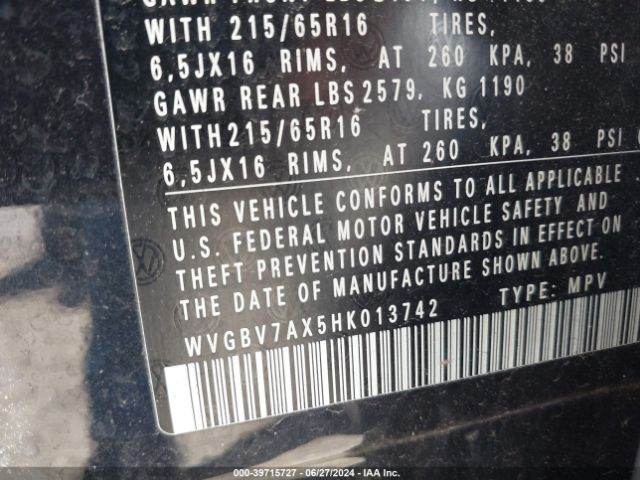 WITH 215/65R16 TIRES,
6,5JX16 RIMS, AT 260 KPA, 38 PSI
GAWR REAR LBS 2579, KG 1190
WITH 215/65R16 TIRES,
6,5JX16 RIMS, AT 260 KPA, 38 PSI
THIS VEHICLE CONFORMS TO ALL APPLICABLE
U.S. FEDERAL MOTOR VEHICLE SAFETY AND
THEFT PREVENTION STANDARDS IN EFFECT ON
THE DATE OF MANUFACTURE SHOWN ABOVE.
WVGBV7AX5HK013742 TYPE: MPV
000-39715727 - 06/27/2024 - IAA Inc.